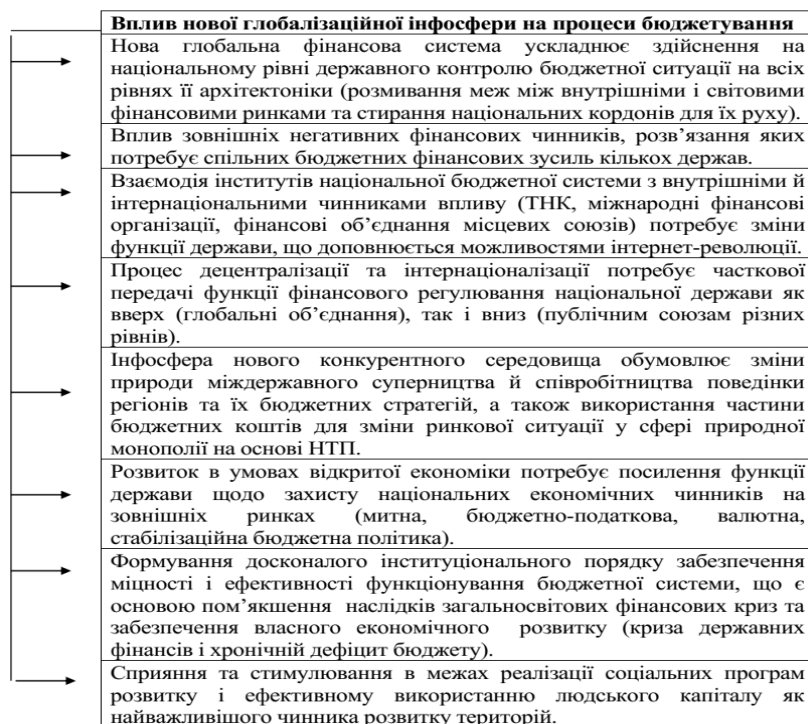 Вплив нової глобалізаційної інфосфери на процеси бюджетування
Нова глобальна фінансова система ускладнює здійснення на
національному рівні державного контролю бюджетної ситуації на всіх
рівнях її архітектоніки (розмивання меж між внутрішніми і світовими
фінансовими ринками та стирання національних кордонів для їх руху).
Вплив зовнішніх негативних фінансових чинників, розв’язання яких
потребує спільних бюджетних фінансових зусиль кількох держав.
Взаємодія інститутів національної бюджетної системи з внутрішніми й
інтернаціональними чинниками впливу (ТНК, міжнародні фінансові
організації, фінансові об’єднання місцевих союзів) потребує зміни
функції держави, що доповнюється можливостями інтернет-революції.
Процес децентралізації та інтернаціоналізації потребує часткової
передачі функції фінансового регулювання національної держави як
вверх (глобальні об’єднання), так і вниз (публічним союзам різних
рівнів).
Інфосфера нового конкурентного середовища обумовлює зміни
природи міждержавного суперництва й співробітництва поведінки
регіонів та їх бюджетних стратегій, а також використання частини
бюджетних коштів для зміни ринкової ситуації у сфері природної
монополії на основі НТП.
Розвиток в умовах відкритої економіки потребує посилення функції
держави щодо захисту національних економічних чинників на
зовнішніх ринках (митна, бюджетно-податкова, валютна,
стабілізаційна бюджетна політика).
Формування досконалого інституціонального порядку забезпечення
міцності і ефективності функціонування бюджетної системи, що є
основою пом’якшення наслідків загальносвітових фінансових криз та
забезпечення власного економічного розвитку (криза державних
фінансів і хронічній дефіцит бюджету).
Сприяння та стимулювання в межах реалізації соціальних програм
розвитку і ефективному використанню людського капіталу як
найважливішого чинника розвитку територій.